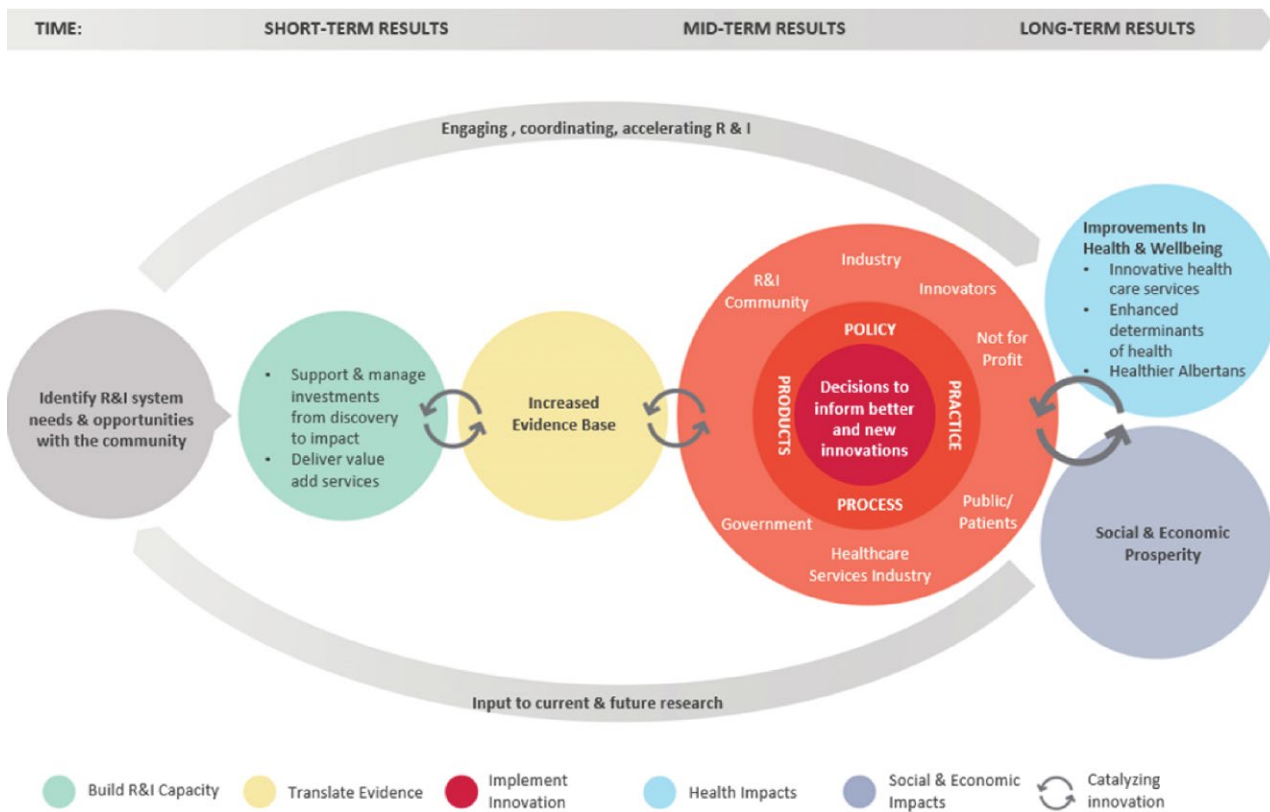 TIME:
SHORT-TERM RESULTS
MID-TERM RESULTS
LONG-TERM RESULTS
Engaging , coordinating, accelerating R & I
Identify R&I system
needs & opportunities
with the community
• Support & manage
investments
from discovery
to impact
• Deliver value
add services
Increased
Evidence Base
R&I
Community
Industry
Innovators
Not for
Profit
Public/
Patients
Healthcare
Services Industry
Government
POLICY
PRACTICE
PROCESS
PRODUCTS
Decisions to
inform better
and new
innovations
Improvements In
Health & Wellbeing
• Innovative health
care services
• Enhanced
determinants
of health
• Healthier Albertans
Social & Economic
Prosperity
Input to current & future research
Build R&I Capacity
Translate Evidence
Implement
Innovation
Health Impacts
Social & Economic
Impacts
Catalyzing
innovation